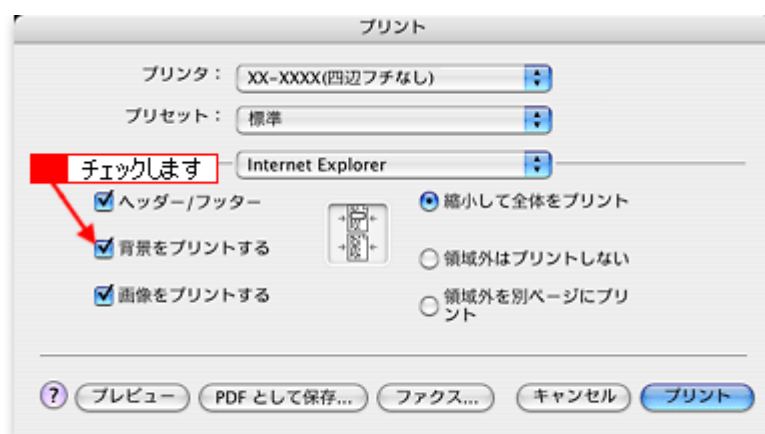 プリント
プリンタ： XX-XXXX(四辺フチなし)
プリセット： 標準
チェックします
Internet Explorer
ヘッダー/フッター
縮小して全体をプリント
背景をプリントする
領域外はプリントしない
画像をプリントする
領域外を別ページにプリ
ント
? プレビュー PDF として保存... ファクス... キャンセル プリント